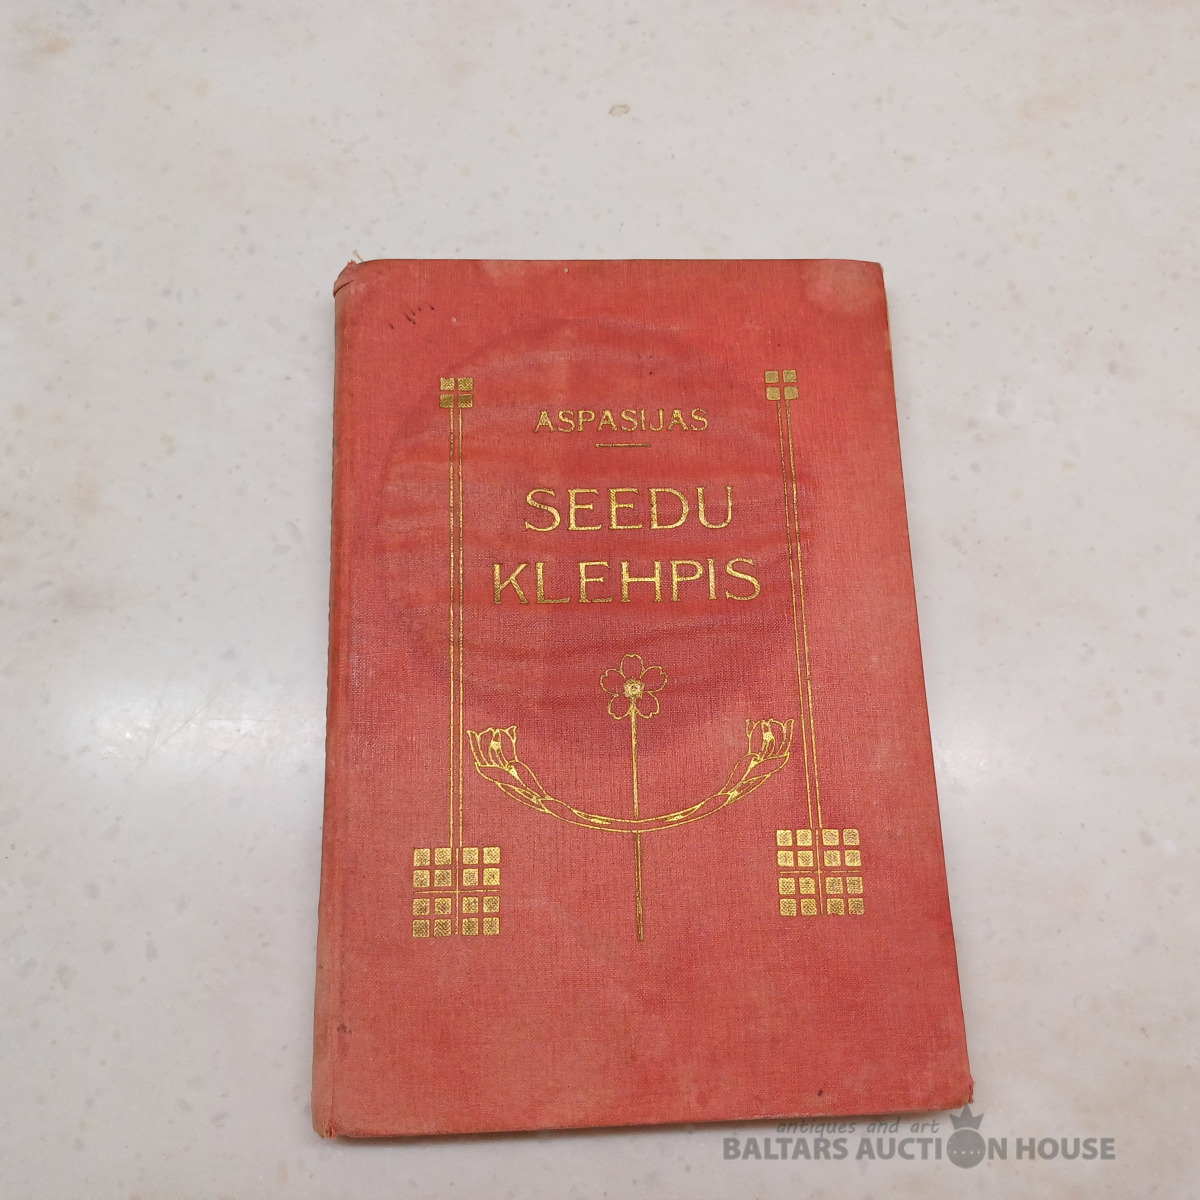 ASPASIJAS
SEEDU
KLEHPIS
antiques and art
BALTARS AUCTION HOUSE